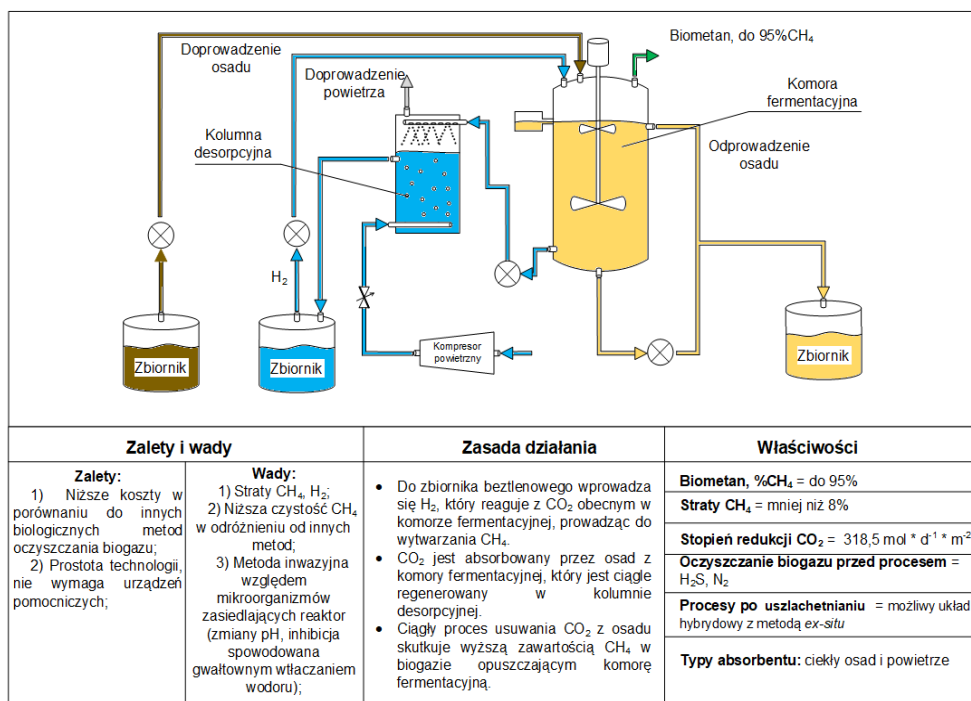 Doprowadzenie
osadu
Biometan, do 95%CH₄
Doprowadzenie
powietrza
Komora
fermentacyjna
Kolumna
desorpcyjna
Odprowadzenie
osadu
H₂
Zbiornik
Zbiornik
Kompresor
powietrzny
Zbiornik
Zalety i wady
Zalety:
1) Niższe koszty w
porównaniu do innych
biologicznych metod
oczyszczania biogazu;
2) Prostota technologii,
nie wymaga urządzeń
pomocniczych;
Wady:
1) Straty CH₄, H₂;
2) Niższa czystość CH₄
w odróżnieniu od innych
metod;
3) Metoda inwazyjna
względem
mikroorganizmów
zasiedlających reaktor
(zmiany pH, inhibicja
spowodowana
gwałtownym wtłaczaniem
wodoru);
Zasada działania
• Do zbiornika beztlenowego wprowadza
się H₂, który reaguje z CO₂ obecnym w
komorze fermentacyjnej, prowadząc do
wytwarzania CH₄.
• CO₂ jest absorbowany przez osad z
komory fermentacyjnej, który jest ciągle
regenerowany w kolumnie
desorpcyjnej.
• Ciągły proces usuwania CO₂ z osadu
skutkuje wyższą zawartością CH₄ w
biogazie opuszczającym komorę
fermentacyjną.
Właściwości
Biometan, %CH₄ = do 95%
Straty CH₄ = mniej niż 8%
Stopień redukcji CO₂ = 318,5 mol * d⁻¹ * m⁻²
Oczyszczanie biogazu przed procesem =
H₂S, N₂
Procesy po uszlachetnianiu = możliwy układ
hybrydowy z metodą ex-situ
Typy absorbentu: ciekły osad i powietrze